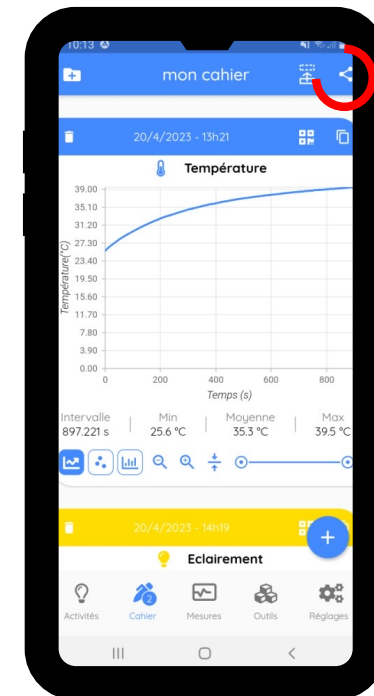 10:13
mon cahier
20/4/2023 - 13h21
Température
39.00
35.10
31.20
27.30
23.40
19.50
15.60
11.70
7.80
3.90
0.00
Température(°C)
0 200 400 600 800
Temps (s)
Intervalle Min Moyenne Max
897.221 s 25.6 °C 35.3 °C 39.5 °C
20/4/2023 - 14h19
Eclairement
2
Activités Cahier Mesures Outils Réglages